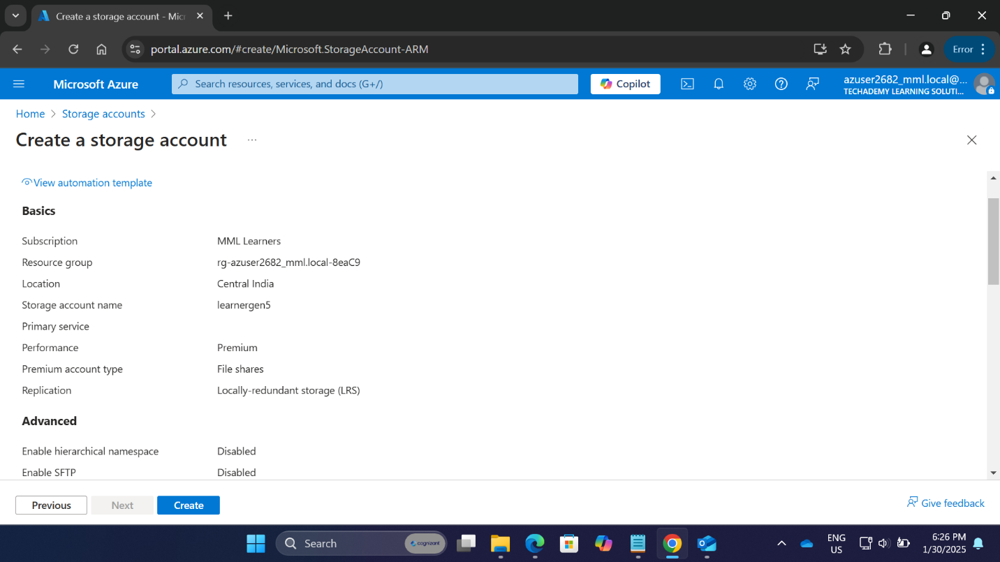 Create a storage account - Micr
portal.azure.com/#create/Microsoft.StorageAccount-ARM
Error
Microsoft Azure
Search resources, services, and docs (G+/)
Copilot
azuser2682_mml.local@...
TECHADEMY LEARNING SOLUTI...
Home > Storage accounts >
Create a storage account ...
View automation template
Basics
Subscription MML Learners
Resource group rg-azuser2682_mml.local-8eaC9
Location Central India
Storage account name learnergen5
Primary service
Performance Premium
Premium account type File shares
Replication Locally-redundant storage (LRS)
Advanced
Enable hierarchical namespace Disabled
Enable SFTP Disabled
Previous Next Create
Give feedback
Search
cognizant
ENG
US
6:26 PM
1/30/2025